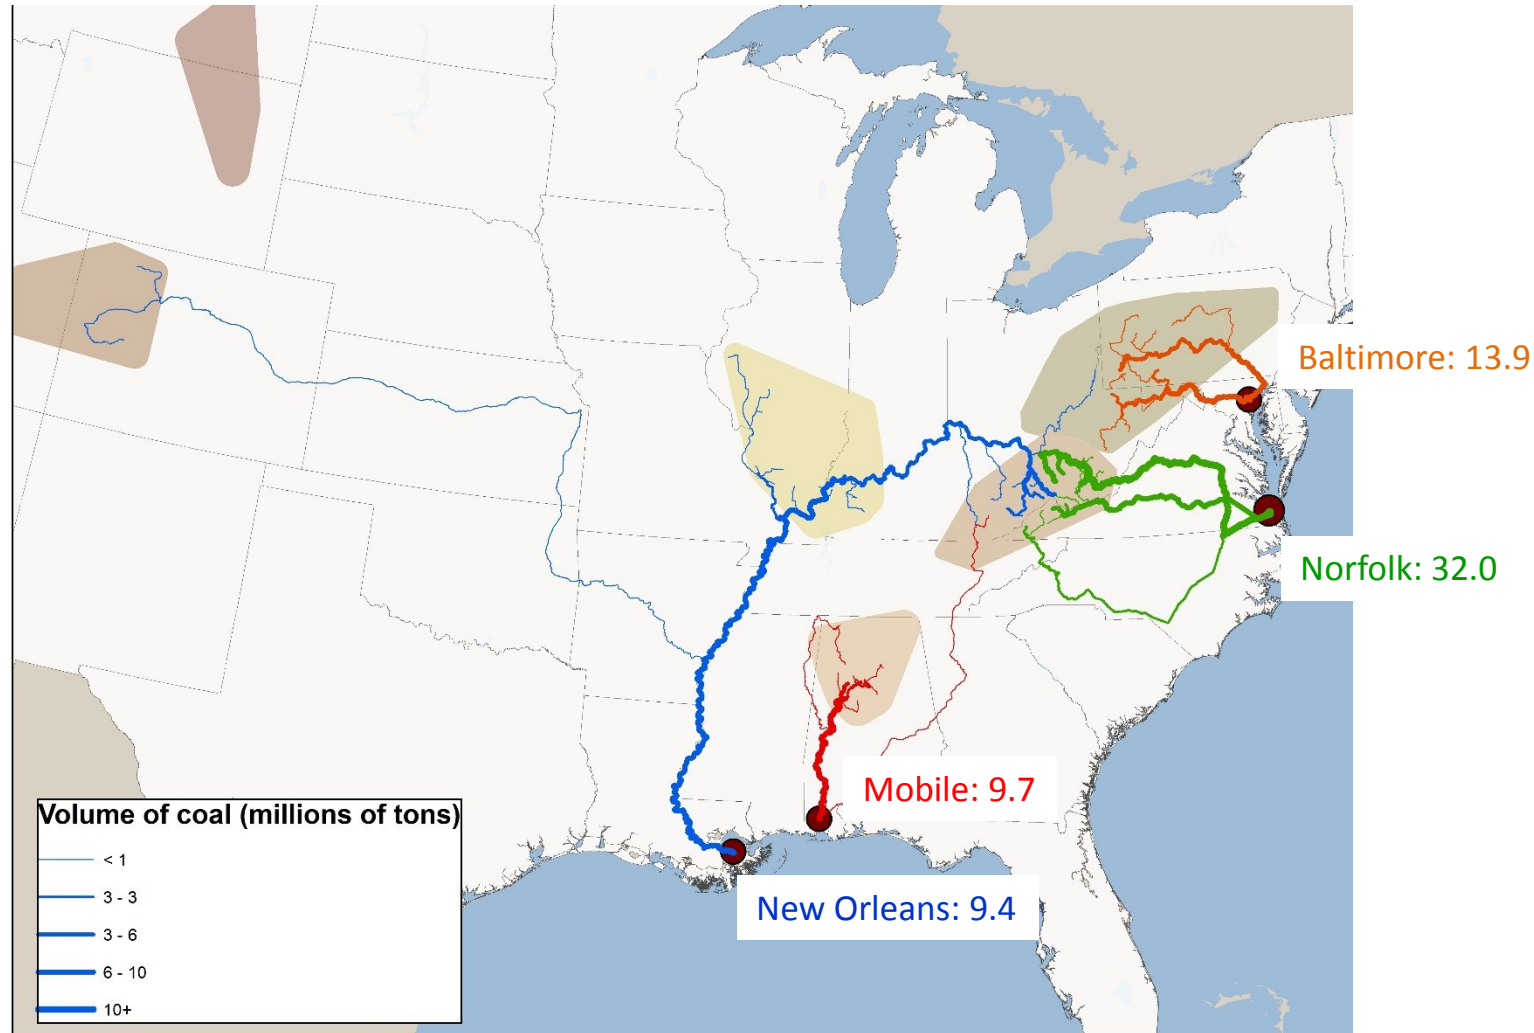 Baltimore: 13.9
Norfolk: 32.0
Mobile: 9.7
New Orleans: 9.4
Volume of coal (millions of tons)
< 1
3 - 3
3 - 6
6 - 10
10+